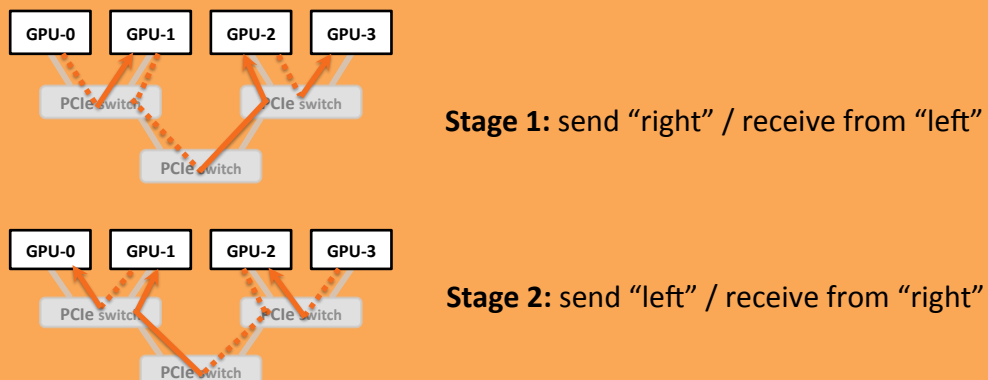 GPU-0 GPU-1 GPU-2 GPU-3
PCIe switch PCIe switch
Stage 1: send “right” / receive from “left”
PCIe switch
GPU-0 GPU-1 GPU-2 GPU-3
Stage 2: send “left” / receive from “right”
PCIe switch PCIe switch
PCIe switch